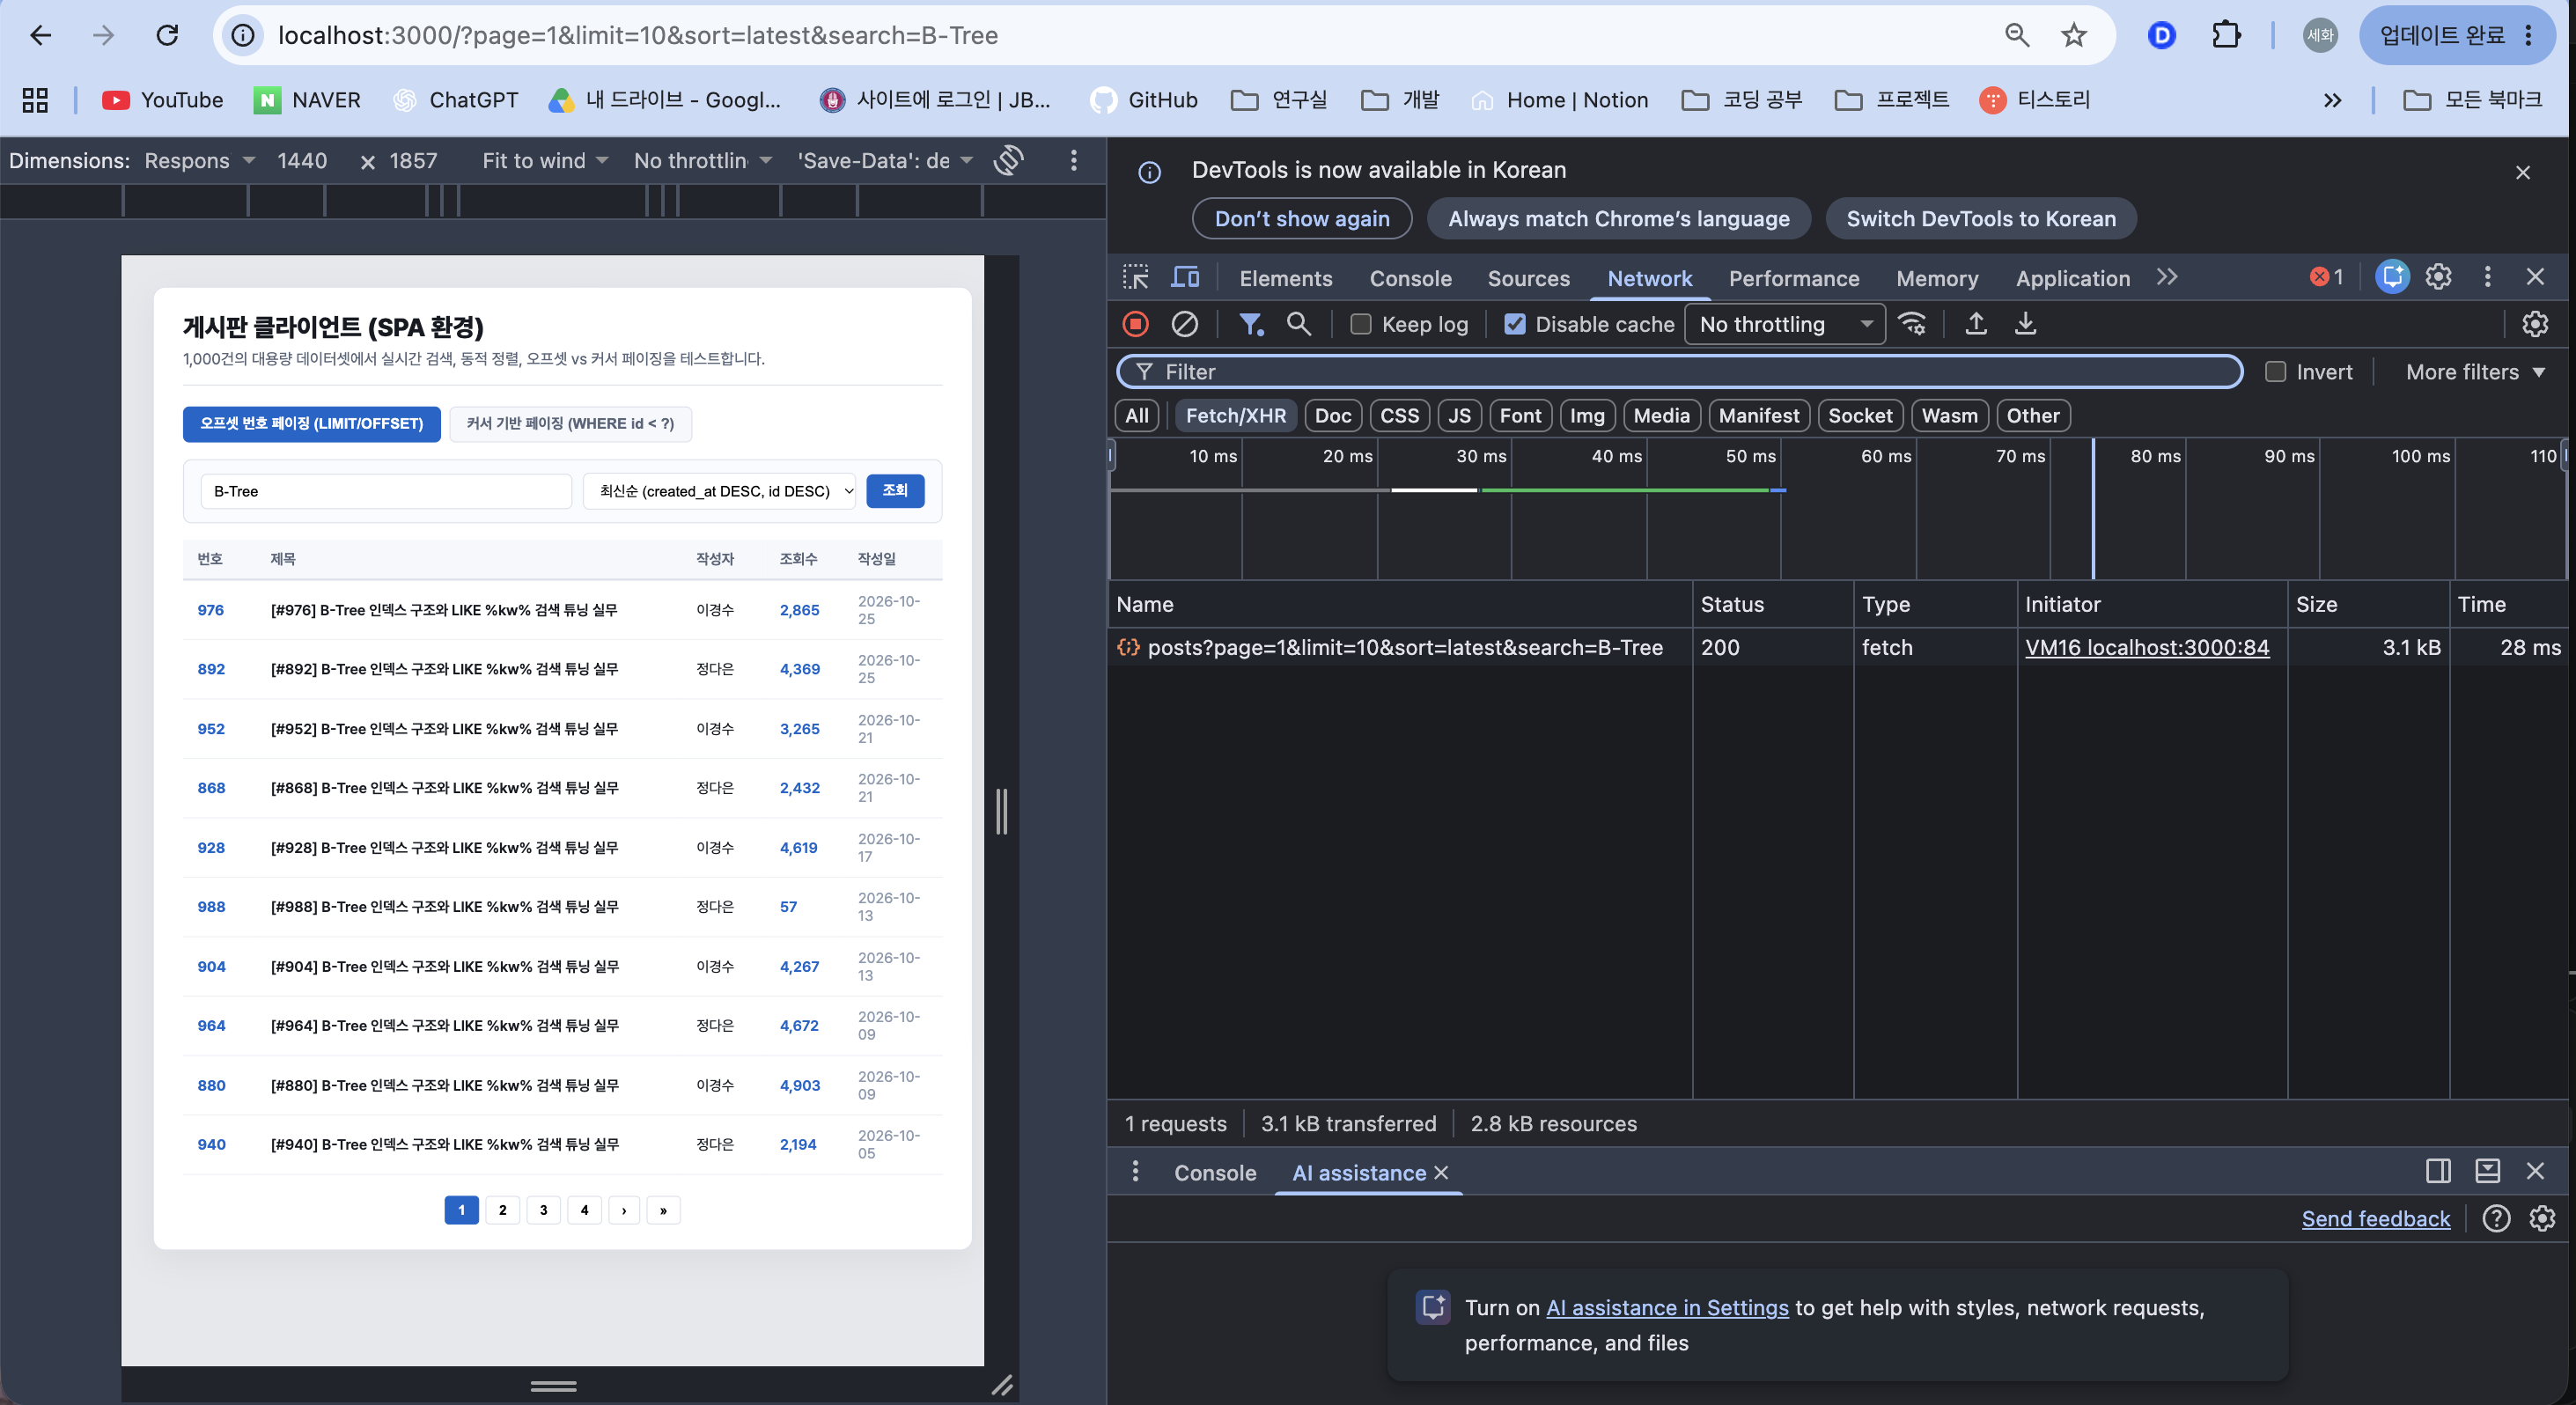 localhost:3000/?page=1&limit=10&sort=latest&search=B-Tree
D
세화
업데이트 완료
YouTube
NAVER
ChatGPT
내 드라이브 - Googl...
사이트에 로그인 | JB...
GitHub
연구실
개발
Home | Notion
코딩 공부
프로젝트
티스토리
모든 북마크
Dimensions: Respons 1440 x 1857 Fit to wind No throttlin 'Save-Data': de
게시판 클라이언트 (SPA 환경)
1,000건의 대용량 데이터셋에서 실시간 검색, 동적 정렬, 오프셋 vs 커서 페이징을 테스트합니다.
오프셋 번호 페이징 (LIMIT/OFFSET) 커서 기반 페이징 (WHERE id < ?)
B-Tree 최신순 (created_at DESC, id DESC) 조회
번호 제목 작성자 조회수 작성일
976 [#976] B-Tree 인덱스 구조와 LIKE %kw% 검색 튜닝 실무 이경수 2,865 2026-10-
25
892 [#892] B-Tree 인덱스 구조와 LIKE %kw% 검색 튜닝 실무 정다은 4,369 2026-10-
25
952 [#952] B-Tree 인덱스 구조와 LIKE %kw% 검색 튜닝 실무 이경수 3,265 2026-10-
21
868 [#868] B-Tree 인덱스 구조와 LIKE %kw% 검색 튜닝 실무 정다은 2,432 2026-10-
21
928 [#928] B-Tree 인덱스 구조와 LIKE %kw% 검색 튜닝 실무 이경수 4,619 2026-10-
17
988 [#988] B-Tree 인덱스 구조와 LIKE %kw% 검색 튜닝 실무 정다은 57 2026-10-
13
904 [#904] B-Tree 인덱스 구조와 LIKE %kw% 검색 튜닝 실무 이경수 4,267 2026-10-
13
964 [#964] B-Tree 인덱스 구조와 LIKE %kw% 검색 튜닝 실무 정다은 4,672 2026-10-
09
880 [#880] B-Tree 인덱스 구조와 LIKE %kw% 검색 튜닝 실무 이경수 4,903 2026-10-
09
940 [#940] B-Tree 인덱스 구조와 LIKE %kw% 검색 튜닝 실무 정다은 2,194 2026-10-
05
1 2 3 4 › »
DevTools is now available in Korean
Don't show again Always match Chrome's language Switch DevTools to Korean
Elements Console Sources Network Performance Memory Application 1
Keep log Disable cache No throttling
Filter Invert More filters
All Fetch/XHR Doc CSS JS Font Img Media Manifest Socket Wasm Other
10 ms 20 ms 30 ms 40 ms 50 ms 60 ms 70 ms 80 ms 90 ms 100 ms 110
Name Status Type Initiator Size Time
posts?page=1&limit=10&sort=latest&search=B-Tree 200 fetch VM16 localhost:3000:84 3.1 kB 28 ms
1 requests 3.1 kB transferred 2.8 kB resources
Console AI assistance
Send feedback
Turn on AI assistance in Settings to get help with styles, network requests,
performance, and files